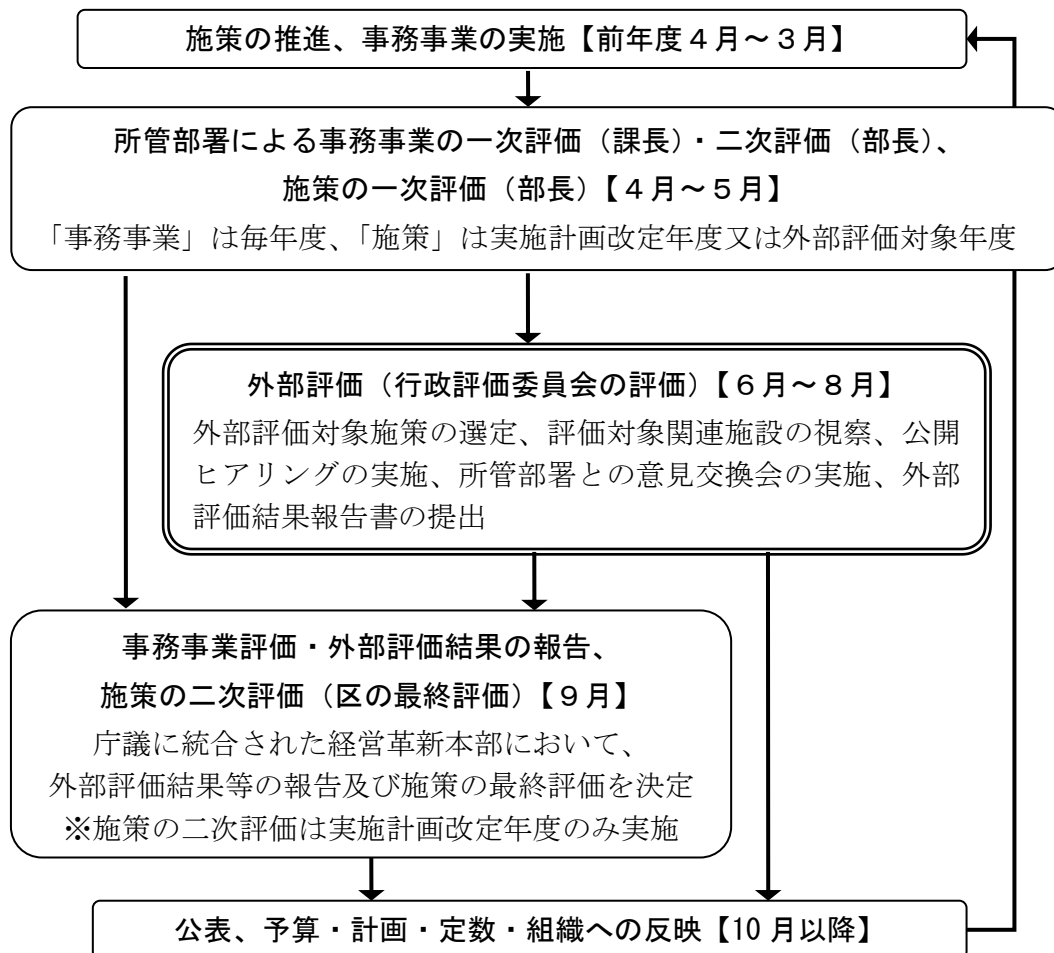 施策の推進、事務事業の実施【前年度４月～３月】
所管部署による事務事業の一次評価（課長）・二次評価（部長）、
施策の一次評価（部長）【４月～５月】
「事務事業」は毎年度、「施策」は実施計画改定年度又は外部評価対象年度
外部評価（行政評価委員会の評価）【６月～８月】
外部評価対象施策の選定、評価対象関連施設の視察、公開
ヒアリングの実施、所管部署との意見交換会の実施、外部
評価結果報告書の提出
事務事業評価・外部評価結果の報告、
施策の二次評価（区の最終評価）【９月】
庁議に統合された経営革新本部において、
外部評価結果等の報告及び施策の最終評価を決定
※施策の二次評価は実施計画改定年度のみ実施
公表、予算・計画・定数・組織への反映【10 月以降】